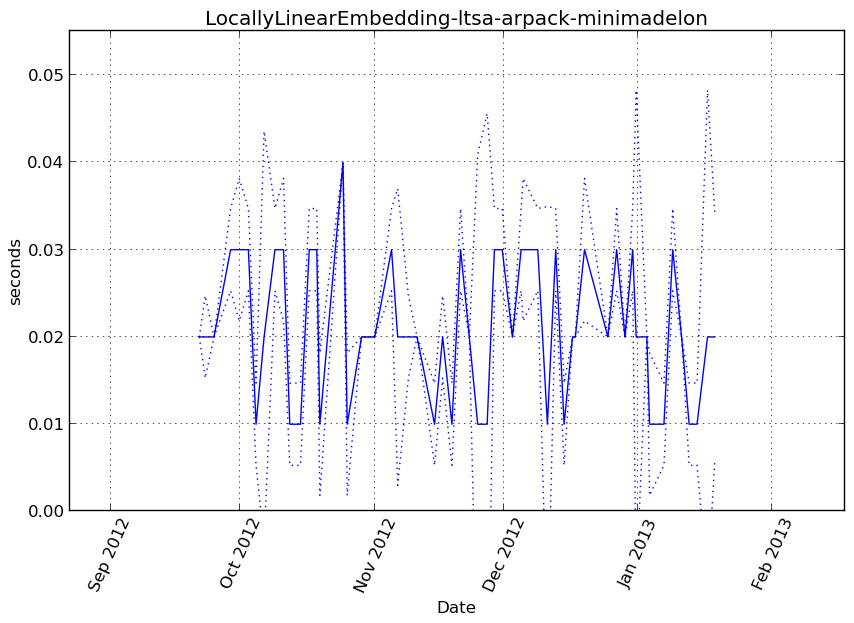 LocallyLinearEmbedding-ltsa-arpack-minimadelon
0.05
0.04
0.03
0.02
0.01
0.00
seconds
Sep 2012
Oct 2012
Nov 2012
Dec 2012
Jan 2013
Feb 2013
Date